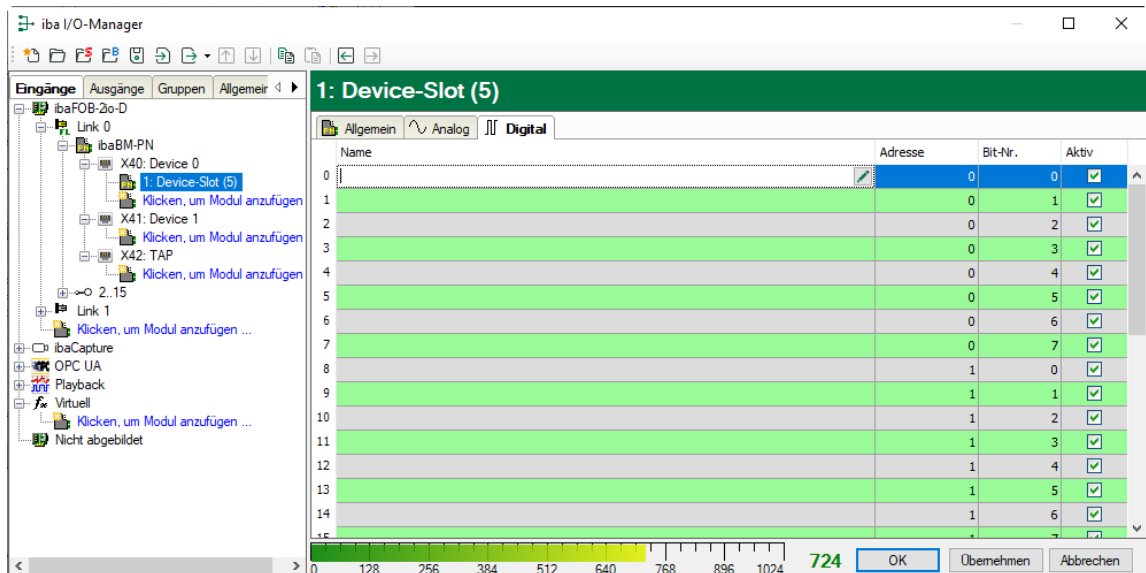 iba I/O-Manager
Eingänge Ausgänge Gruppen Allgemeir
ibaFOB-2io-D
Link 0
ibaBM-PN
X40: Device 0
1: Device-Slot (5)
Klicken, um Modul anzufügen
X41: Device 1
Klicken, um Modul anzufügen
X42: TAP
Klicken, um Modul anzufügen
2..15
Link 1
Klicken, um Modul anzufügen ...
ibaCapture
OPC UA
Playback
Virtuell
Klicken, um Modul anzufügen ...
Nicht abgebildet
1: Device-Slot (5)
Allgemein Analog Digital
Name Adresse Bit-Nr. Aktiv
0 0 0
1 0 1
2 0 2
3 0 3
4 0 4
5 0 5
6 0 6
7 0 7
8 1 0
9 1 1
10 1 2
11 1 3
12 1 4
13 1 5
14 1 6
15 1 7
0 128 256 384 512 640 768 896 1024
724 OK Übernehmen Abbrechen